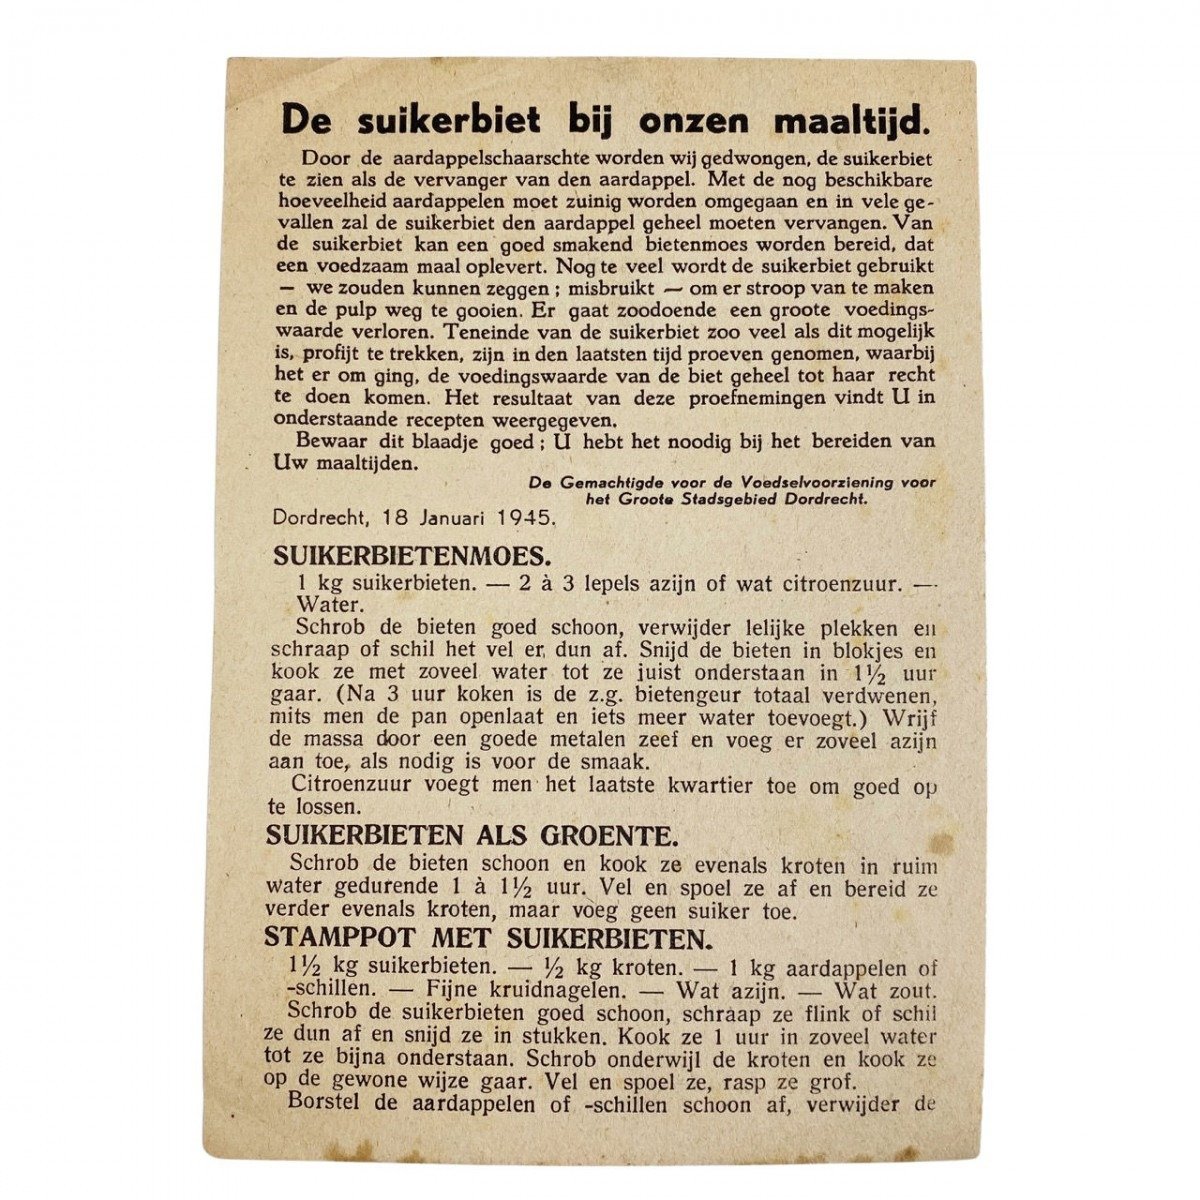 De suikerbiet bij onzen maaltijd.
Door de aardappelschaarschte worden wij gedwongen, de suikerbiet
te zien als de vervanger van den aardappel. Met de nog beschikbare
hoeveelheid aardappelen moet zuinig worden omgegaan en in vele ge-
vallen zal de suikerbiet den aardappel geheel moeten vervangen. Van
de suikerbiet kan een goed smakend bietenmoes worden bereid, dat
een voedzaam maal oplevert. Nog te veel wordt de suikerbiet gebruikt
— we zouden kunnen zeggen ; misbruikt — om er stroop van te maken
en de pulp weg te gooien. Er gaat zoodoende een groote voedings-
waarde verloren. Teneinde van de suikerbiet zoo veel als dit mogelijk
is, profijt te trekken, zijn in den laatsten tijd proeven genomen, waarbij
het er om ging, de voedingswaarde van de biet geheel tot haar recht
te doen komen. Het resultaat van deze proefnemingen vindt U in
onderstaande recepten weergegeven.
Bewaar dit blaadje goed ; U hebt het noodig bij het bereiden van
Uw maaltijden.
De Gemachtigde voor de Voedselvoorziening voor
het Groote Stadsgebied Dordrecht.
Dordrecht, 18 Januari 1945.
SUIKERBIETENMOES.
1 kg suikerbieten. — 2 à 3 lepels azijn of wat citroenzuur. —
Water.
Schrob de bieten goed schoon, verwijder lelijke plekken en
schraap of schil het vel er dun af. Snijd de bieten in blokjes en
kook ze met zoveel water tot ze juist onderstaan in 1½ uur
gaar. (Na 3 uur koken is de z.g. bietengeur totaal verdwenen,
mits men de pan openlaat en iets meer water toevoegt.) Wrijf
de massa door een goede metalen zeef en voeg er zoveel azijn
aan toe, als nodig is voor de smaak.
Citroenzuur voegt men het laatste kwartier toe om goed op
te lossen.
SUIKERBIETEN ALS GROENTE.
Schrob de bieten schoon en kook ze evenals kroten in ruim
water gedurende 1 à 1½ uur. Vel en spoel ze af en bereid ze
verder evenals kroten, maar voeg geen suiker toe.
STAMPPOT MET SUIKERBIETEN.
1½ kg suikerbieten. — ½ kg kroten. — 1 kg aardappelen of
-schillen. — Fijne kruidnagelen. — Wat azijn. — Wat zout.
Schrob de suikerbieten goed schoon, schraap ze flink of schil
ze dun af en snijd ze in stukken. Kook ze 1 uur in zoveel water
tot ze bijna onderstaan. Schrob onderwijl de kroten en kook ze
op de gewone wijze gaar. Vel en spoel ze, rasp ze grof.
Borstel de aardappelen of -schillen schoon af, verwijder de